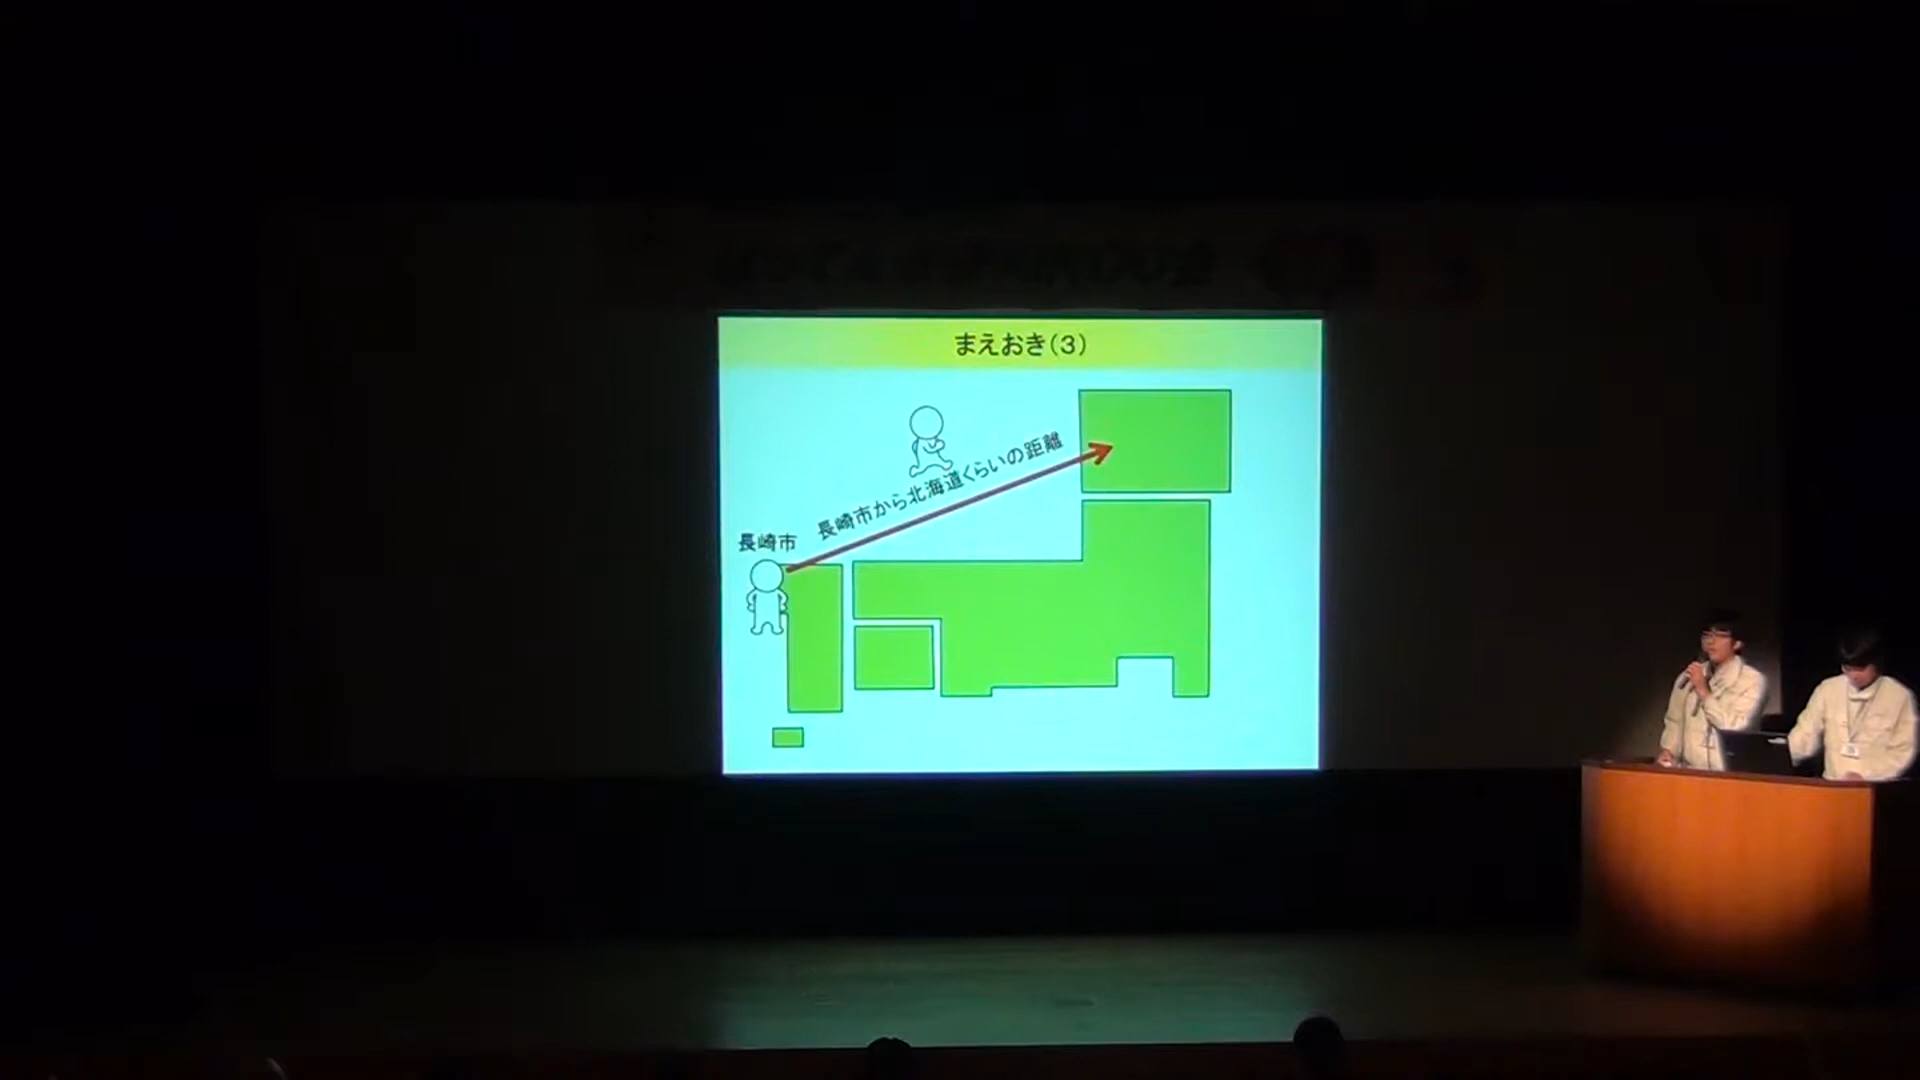 まえおき(3)
長崎市から北海道くらいの距離
長崎市